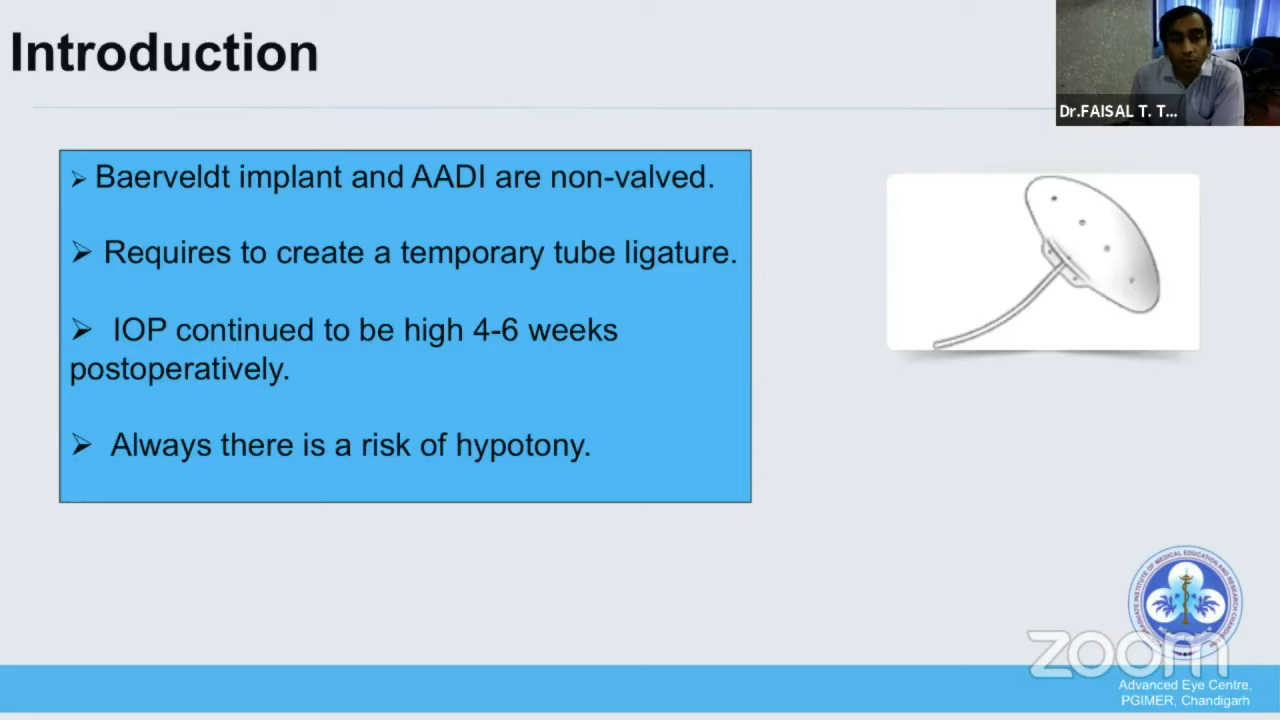 Introduction
Dr.FAISAL T. T...
➢ Baerveldt implant and AADI are non-valved.
➢ Requires to create a temporary tube ligature.
➢ IOP continued to be high 4-6 weeks
postoperatively.
➢ Always there is a risk of hypotony.
zoom
Advanced Eye Centre,
PGIMER, Chandigarh